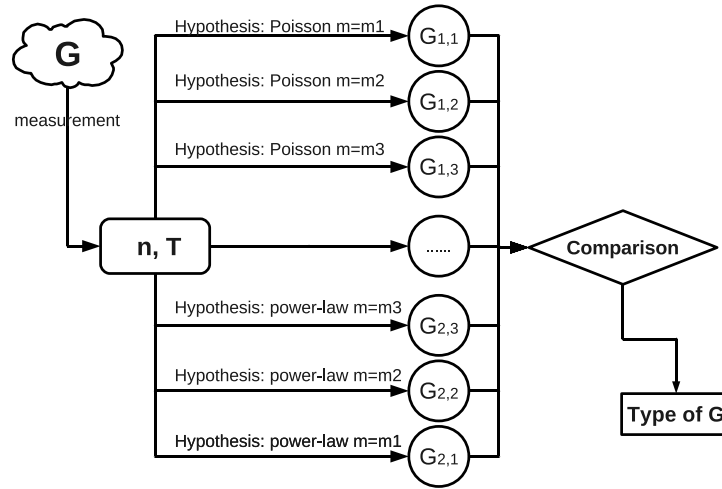 G
measurement
n, T
Hypothesis: Poisson m=m1
G1,1
Hypothesis: Poisson m=m2
G1,2
Hypothesis: Poisson m=m3
G1,3
......
Hypothesis: power-law m=m3
G2,3
Hypothesis: power-law m=m2
G2,2
Hypothesis: power-law m=m1
G2,1
Comparison
Type of G